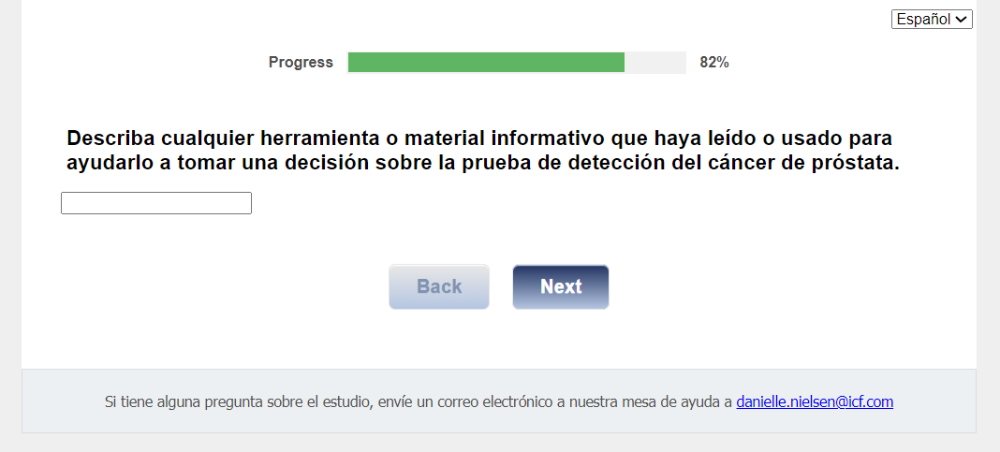 Español
Progress 82%
Describa cualquier herramienta o material informativo que haya leído o usado para
ayudarlo a tomar una decisión sobre la prueba de detección del cáncer de próstata.
Back Next
Si tiene alguna pregunta sobre el estudio, envíe un correo electrónico a nuestra mesa de ayuda a danielle.nielsen@icf.com